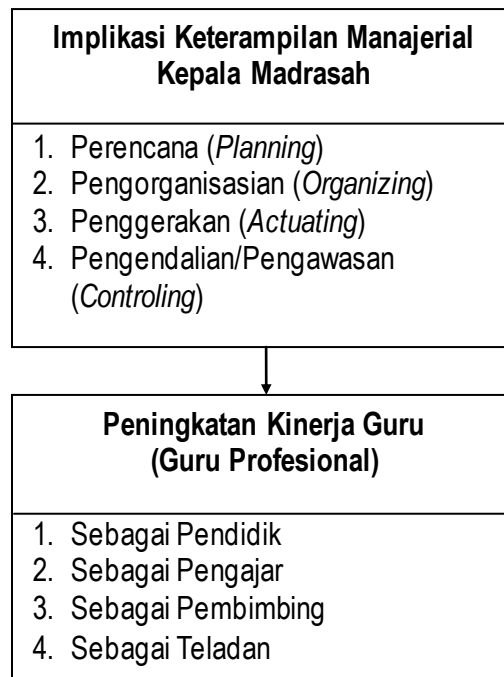 Implikasi Keterampilan Manajerial
Kepala Madrasah
1. Perencana (Planning)
2. Pengorganisasian (Organizing)
3. Penggerakan (Actuating)
4. Pengendalian/Pengawasan
(Controling)
Peningkatan Kinerja Guru
(Guru Profesional)
1. Sebagai Pendidik
2. Sebagai Pengajar
3. Sebagai Pembimbing
4. Sebagai Teladan